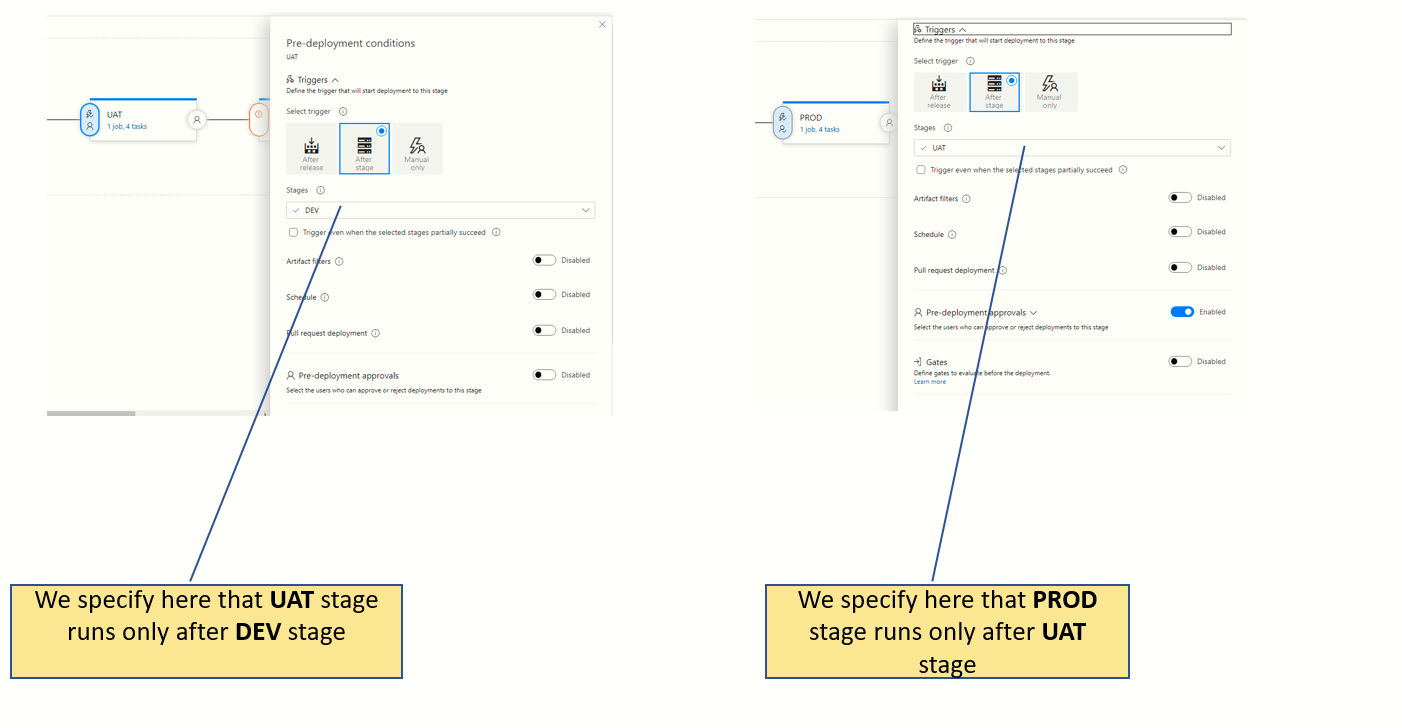 Pre-deployment conditions
UAT
Triggers
Define the trigger that will start deployment to this stage
Select trigger
After release
After stage
Manual only
Stages
DEV
Trigger even when the selected stages partially succeed
Artifact filters
Disabled
Schedule
Disabled
Pull request deployment
Disabled
Pre-deployment approvals
Disabled
Select the users who can approve or reject deployments to this stage
UAT
1 job, 4 tasks
We specify here that UAT stage
runs only after DEV stage
Triggers
Define the trigger that will start deployment to this stage
Select trigger
After release
After stage
Manual only
Stages
UAT
Trigger even when the selected stages partially succeed
Artifact filters
Disabled
Schedule
Disabled
Pull request deployment
Disabled
Pre-deployment approvals
Enabled
Select the users who can approve or reject deployments to this stage
Gates
Disabled
Define gates to evaluate before the deployment.
Learn more
PROD
1 job, 4 tasks
We specify here that PROD
stage runs only after UAT
stage